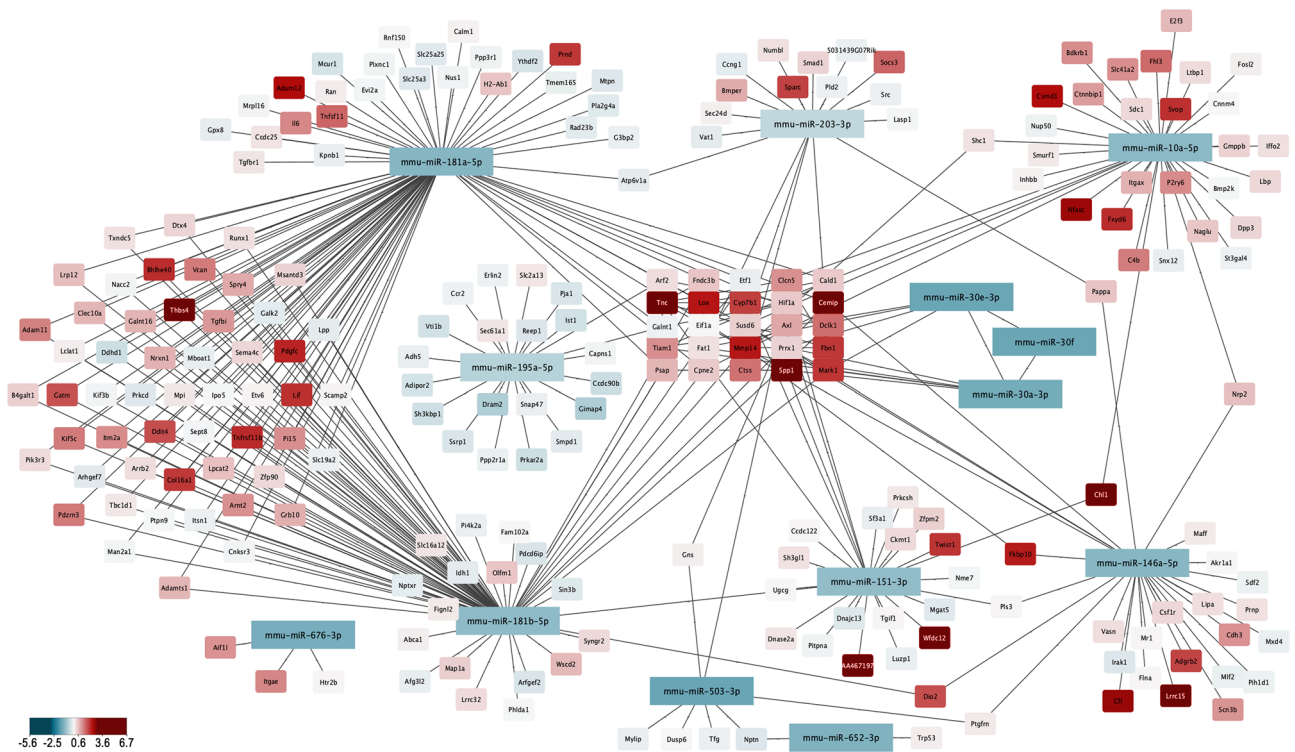 E2f3
Calm1
Rnf150
Numbl
5031439G07Rik
Bdkrb1
Slc25a25
Plxnc1
Ppp3r1
Ythdf2
Prnd
Ccng1
Smad1
Socs3
Slc41a2
Fhl3
Ltbp1
Fosl2
Mcur1
Slc25a3
Nus1
H2-Ab1
Tmem165
Mtpn
Adam12
Ran
Evi2a
Bmper
Sparc
Pld2
Src
Csmd1
Ctnnbip1
Sdc1
Svop
Cnnm4
Mrpl16
Il6
Tnfsf11
Pla2g4a
Sec24d
Lasp1
Gpx8
Ccdc25
Rad23b
G3bp2
Vat1
mmu-miR-203-3p
Nup50
Shc1
mmu-miR-10a-5p
Gmppb
Iffo2
Tgfbr1
Kpnb1
mmu-miR-181a-5p
Smurf1
Atp6v1a
Inhbb
Itgax
P2ry6
Bmp2k
Lbp
Nfasc
Fxyd6
Naglu
Dpp3
Dtx4
Txndc5
Runx1
C4b
Snx12
St3gal4
Lrp12
Bhlhe40
Vcan
Msantd3
Nacc2
Spry4
Erlin2
Slc2a13
Arf2
Fndc3b
Etf1
Clcn5
Cald1
Pappa
Ccr2
Pja1
mmu-miR-30e-3p
Clec10a
Thbs4
Galk2
Tnc
Lox
Cyp7b1
Hif1a
Cemip
Adam11
Galnt16
Tgfbi
Lpp
Vti1b
Sec61a1
Reep1
Ist1
Galnt1
Eif1a
Susd6
Axl
Dclk1
Lclat1
Ddhd1
Nrxn1
Mboat1
Sema4c
Pdgfc
Adh5
Capns1
Tiam1
Fat1
Mmp14
Prrx1
Fbn1
mmu-miR-30f
mmu-miR-195a-5p
Psap
Cpne2
Ctss
Spp1
Mark1
B4galt1
Gatm
Kif3b
Prkcd
Mpi
Ipo5
Etv6
Lif
Scamp2
Adipor2
Ccdc90b
mmu-miR-30a-3p
Nrp2
Sh3kbp1
Dram2
Snap47
Gimap4
Kif5c
Itm2a
Ddit4
Sept8
Tnfrsf11b
Pi15
Ssrp1
Smpd1
Pik3r3
Arrb2
Lpcat2
Slc19a2
Ppp2r1a
Prkar2a
Arhgef7
Col16a1
Zfp90
Tbc1d1
Arnt2
Chl1
Pdzrn3
Ptpn9
Itsn1
Grb10
Prkcsh
Pi4k2a
Fam102a
Sf3a1
Zfpm2
Man2a1
Cnksr3
Slc16a12
Pdcd6ip
Ccdc122
Ckmt1
Twist1
Maff
Gns
Sh3gl1
Fkbp10
mmu-miR-146a-5p
Akr1a1
Adamts1
Nptxr
Idh1
Olfm1
Sin3b
Ugcg
mmu-miR-151-3p
Nme7
Sdf2
Fignl2
mmu-miR-181b-5p
Mgat5
Pls3
Csf1r
Lipa
Prnp
mmu-miR-676-3p
Abca1
Syngr2
Dnase2a
Dnajc13
Tgif1
Wfdc12
Vasn
Mr1
Cdh3
Mxd4
Aif1l
Pitpna
Luzp1
Irak1
Adgrb2
Itgae
Htr2b
Afg3l2
Map1a
Arfgef2
Wscd2
AA467197
Flna
Mlf2
Pih1d1
Lrrc32
Phlda1
mmu-miR-503-3p
Dio2
Lrrc15
Scn3b
Ptgfrn
Mylip
Dusp6
Tfg
Nptn
mmu-miR-652-3p
Trp53
-5.6 -2.5 0.6 3.6 6.7